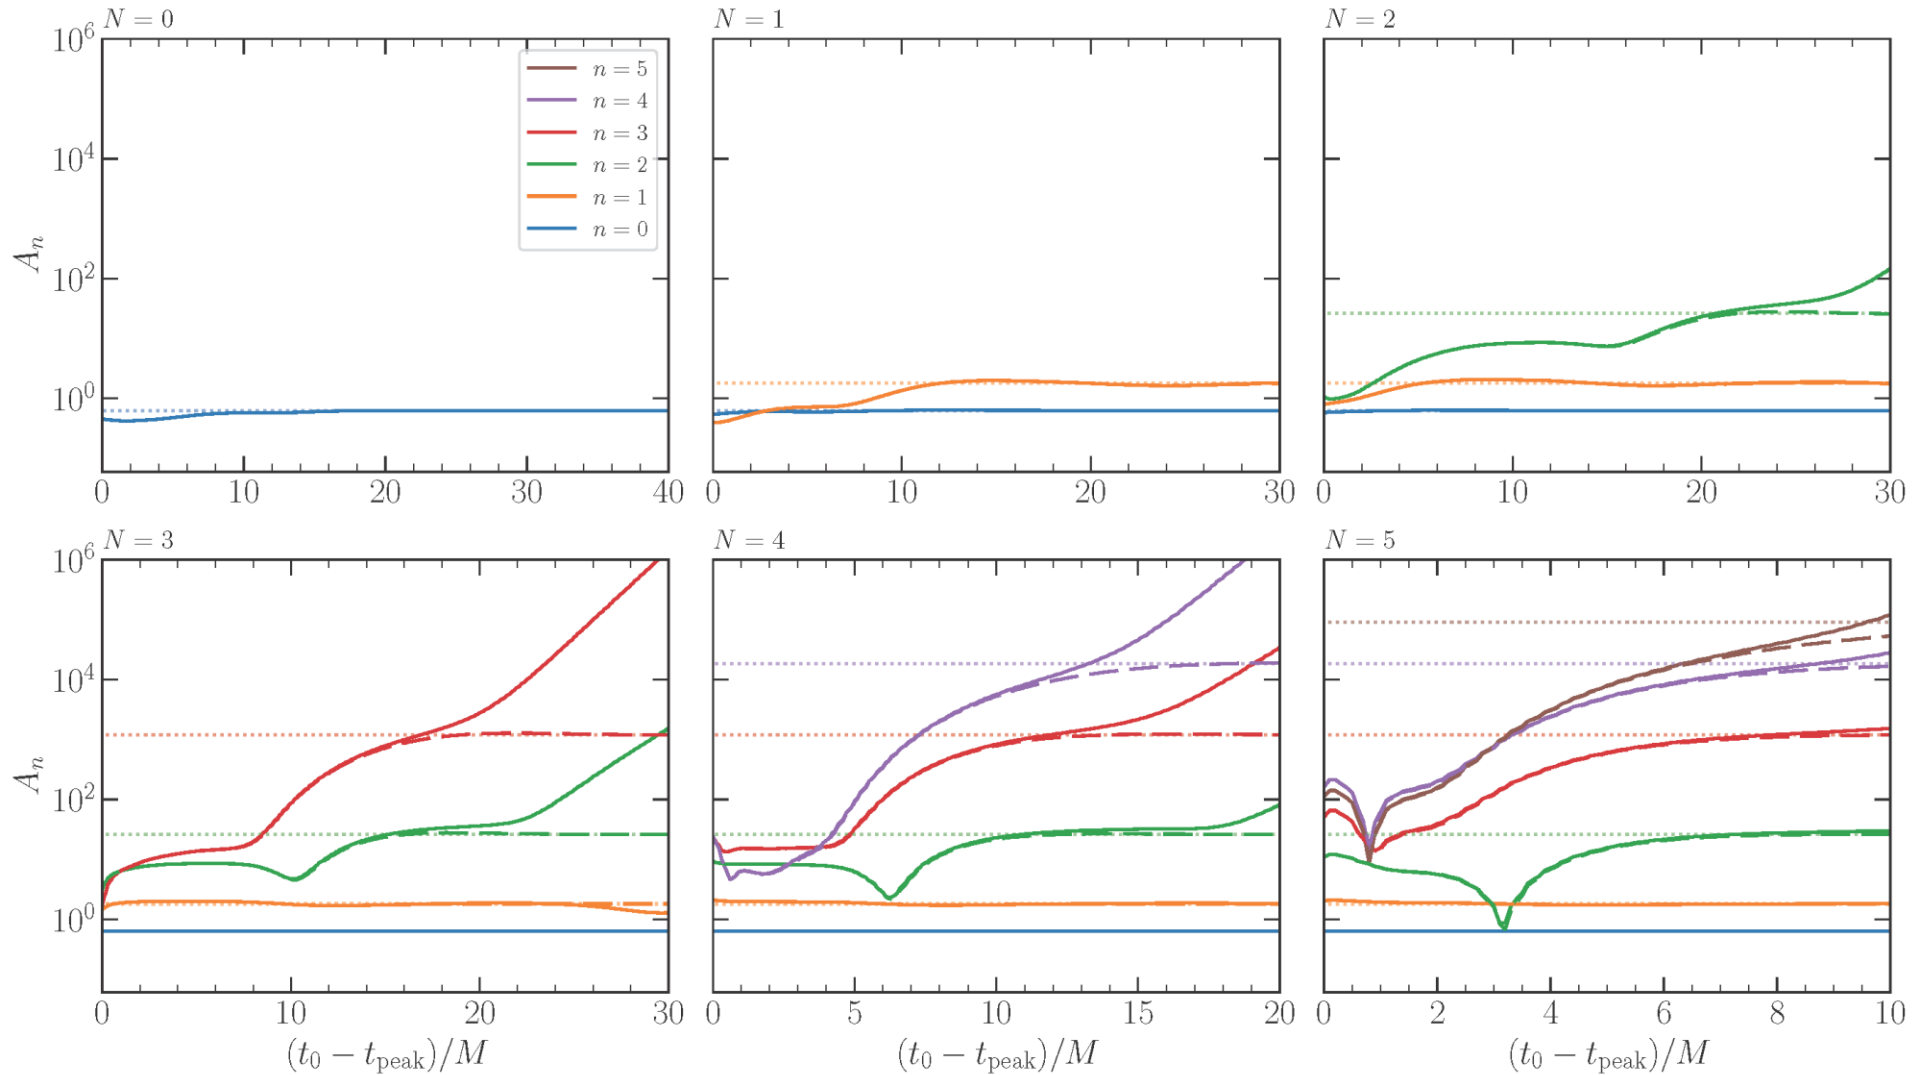 N = 0
N = 1
N = 2
10^6
10^4
10^2
10^0
A_n
n = 5
n = 4
n = 3
n = 2
n = 1
n = 0
0 10 20 30 40
0 10 20 30
0 10 20 30
N = 3
N = 4
N = 5
10^6
10^4
10^2
10^0
A_n
0 10 20 30
0 5 10 15 20
0 2 4 6 8 10
(t_0 − t_peak)/M
(t_0 − t_peak)/M
(t_0 − t_peak)/M